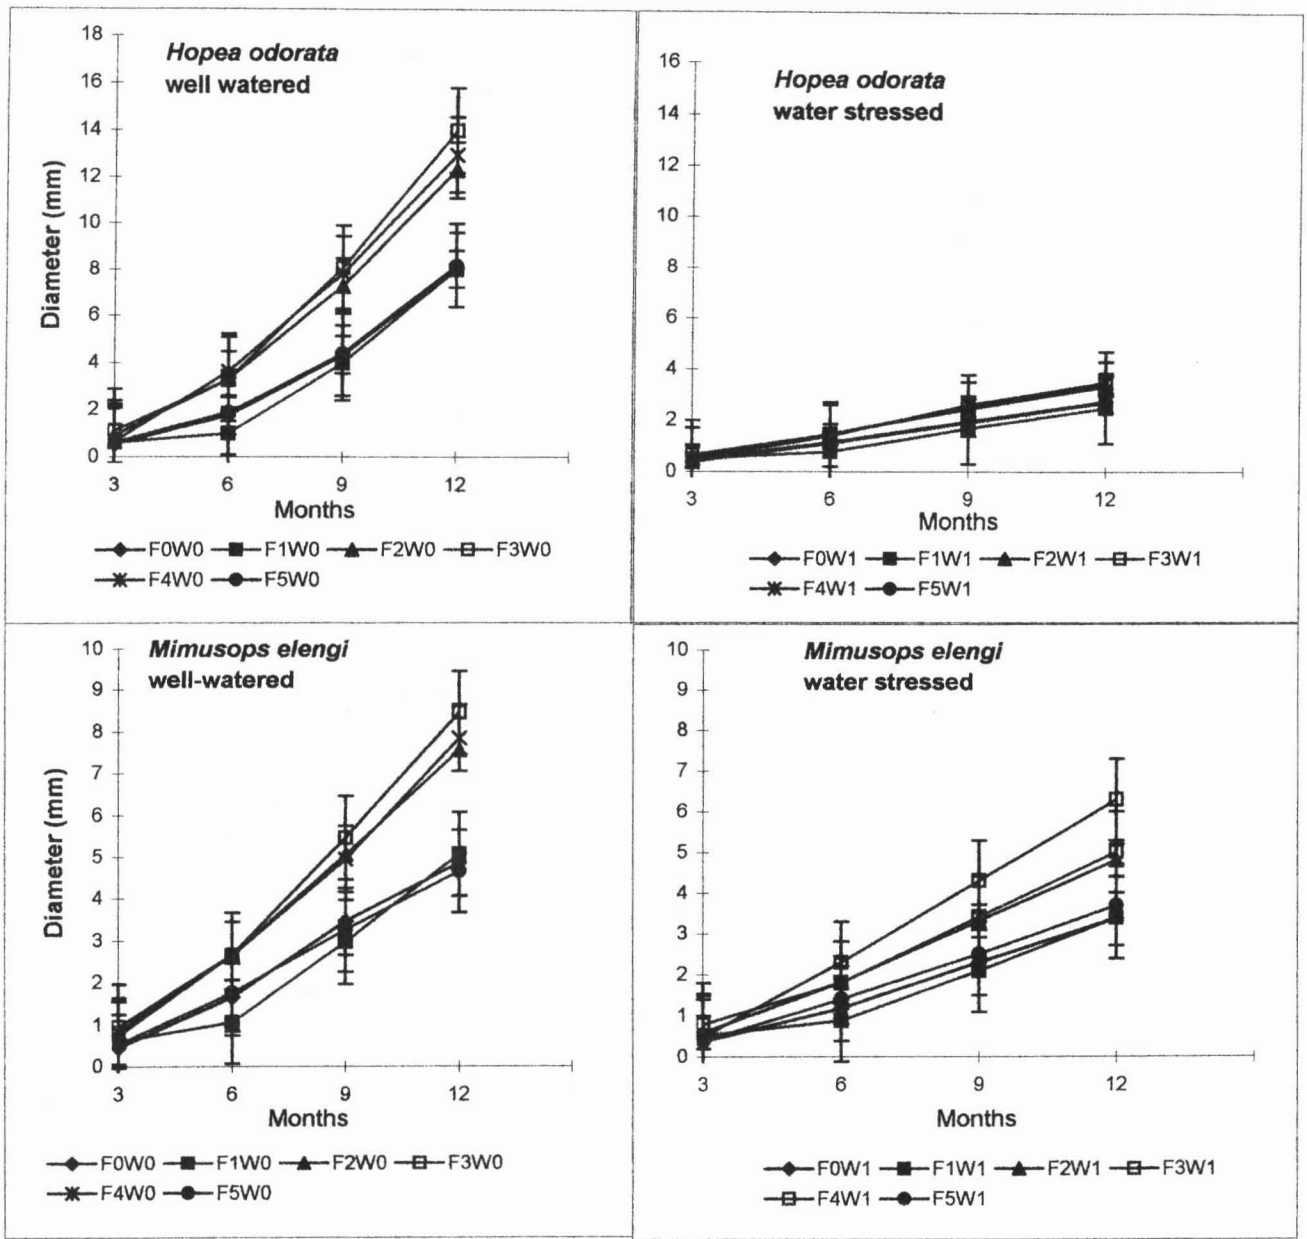 Hopea odorata
well watered
18
16
14
12
10
8
6
4
2
0
Diameter (mm)
3 6 9 12
Months
F0W0 F1W0 F2W0 F3W0
F4W0 F5W0
Hopea odorata
water stressed
16
14
12
10
8
6
4
2
0
3 6 9 12
Months
F0W1 F1W1 F2W1 F3W1
F4W1 F5W1
Mimusops elengi
well-watered
10
9
8
7
6
5
4
3
2
1
0
Diameter (mm)
3 6 9 12
Months
F0W0 F1W0 F2W0 F3W0
F4W0 F5W0
Mimusops elengi
water stressed
10
9
8
7
6
5
4
3
2
1
0
3 6 9 12
Months
F0W1 F1W1 F2W1 F3W1
F4W1 F5W1